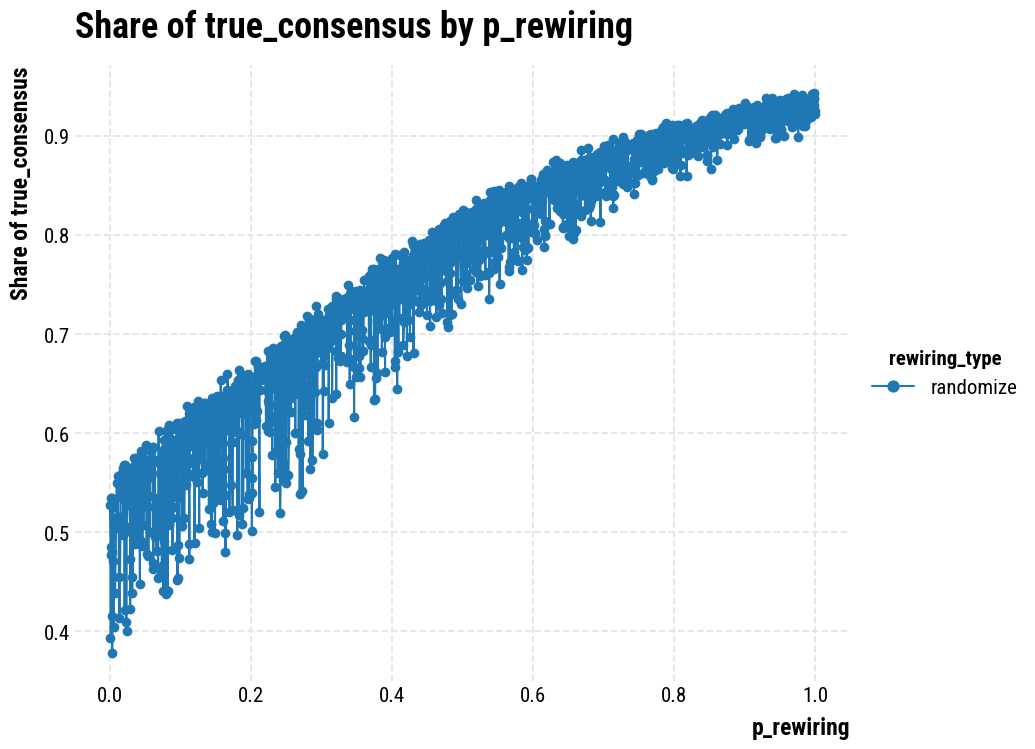 Share of true_consensus by p_rewiring
Share of true_consensus
0.9
0.8
0.7
0.6
0.5
0.4
0.0 0.2 0.4 0.6 0.8 1.0
p_rewiring
rewiring_type
randomize